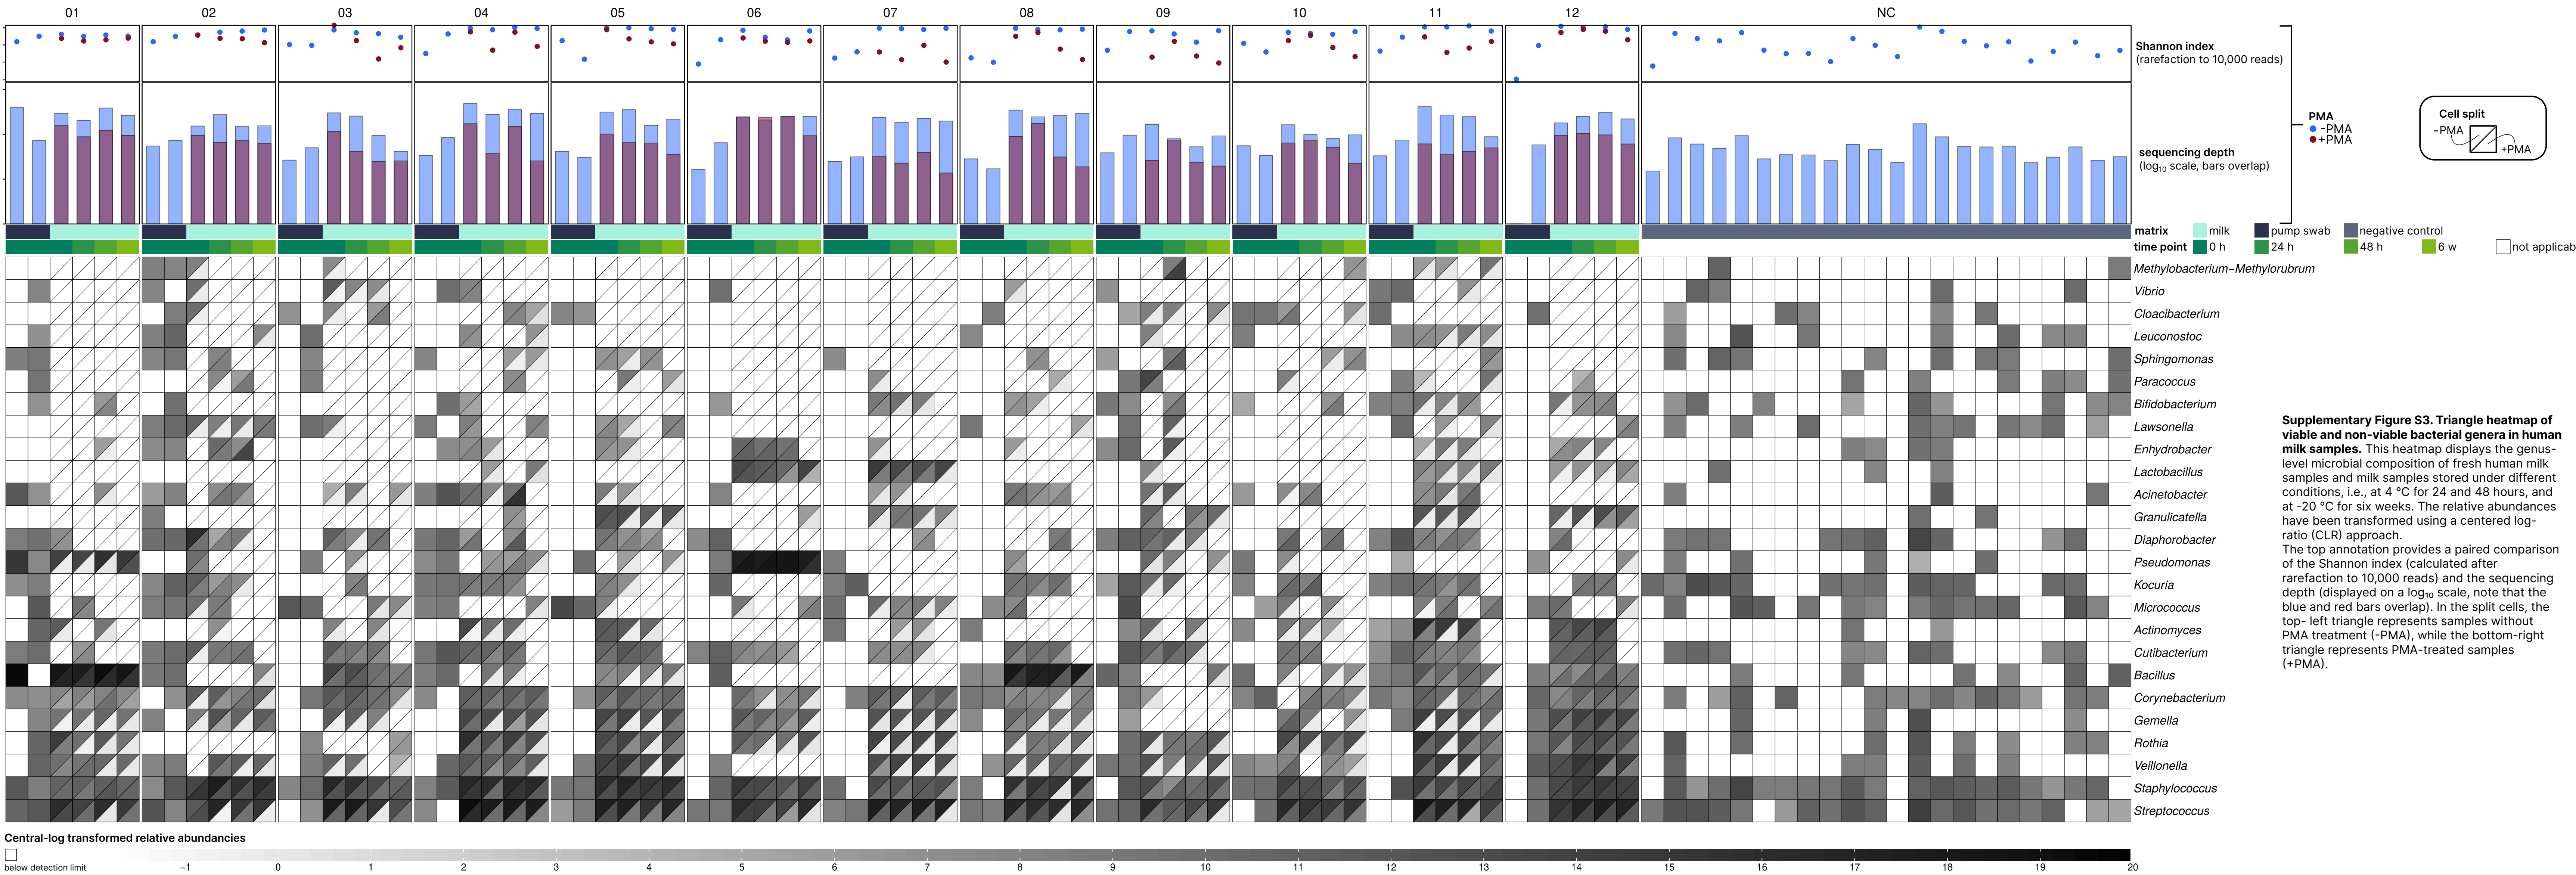 01 02 03 04 05 06 07 08 09 10 11 12 NC
Shannon index
(rarefaction to 10,000 reads)
sequencing depth
(log₁₀ scale, bars overlap)
PMA
-PMA
+PMA
Cell split
-PMA
+PMA
matrix milk pump swab negative control
time point 0 h 24 h 48 h 6 w not applicab
Methylobacterium−Methylorubrum
Vibrio
Cloacibacterium
Leuconostoc
Sphingomonas
Paracoccus
Bifidobacterium
Lawsonella
Enhydrobacter
Lactobacillus
Acinetobacter
Granulicatella
Diaphorobacter
Pseudomonas
Kocuria
Micrococcus
Actinomyces
Cutibacterium
Bacillus
Corynebacterium
Gemella
Rothia
Veillonella
Staphylococcus
Streptococcus
Supplementary Figure S3. Triangle heatmap of
viable and non-viable bacterial genera in human
milk samples. This heatmap displays the genus-
level microbial composition of fresh human milk
samples and milk samples stored under different
conditions, i.e., at 4 °C for 24 and 48 hours, and
at -20 °C for six weeks. The relative abundances
have been transformed using a centered log-
ratio (CLR) approach.
The top annotation provides a paired comparison
of the Shannon index (calculated after
rarefaction to 10,000 reads) and the sequencing
depth (displayed on a log₁₀ scale, note that the
blue and red bars overlap). In the split cells, the
top- left triangle represents samples without
PMA treatment (-PMA), while the bottom-right
triangle represents PMA-treated samples
(+PMA).
Central-log transformed relative abundancies
below detection limit
−1 0 1 2 3 4 5 6 7 8 9 10 11 12 13 14 15 16 17 18 19 20